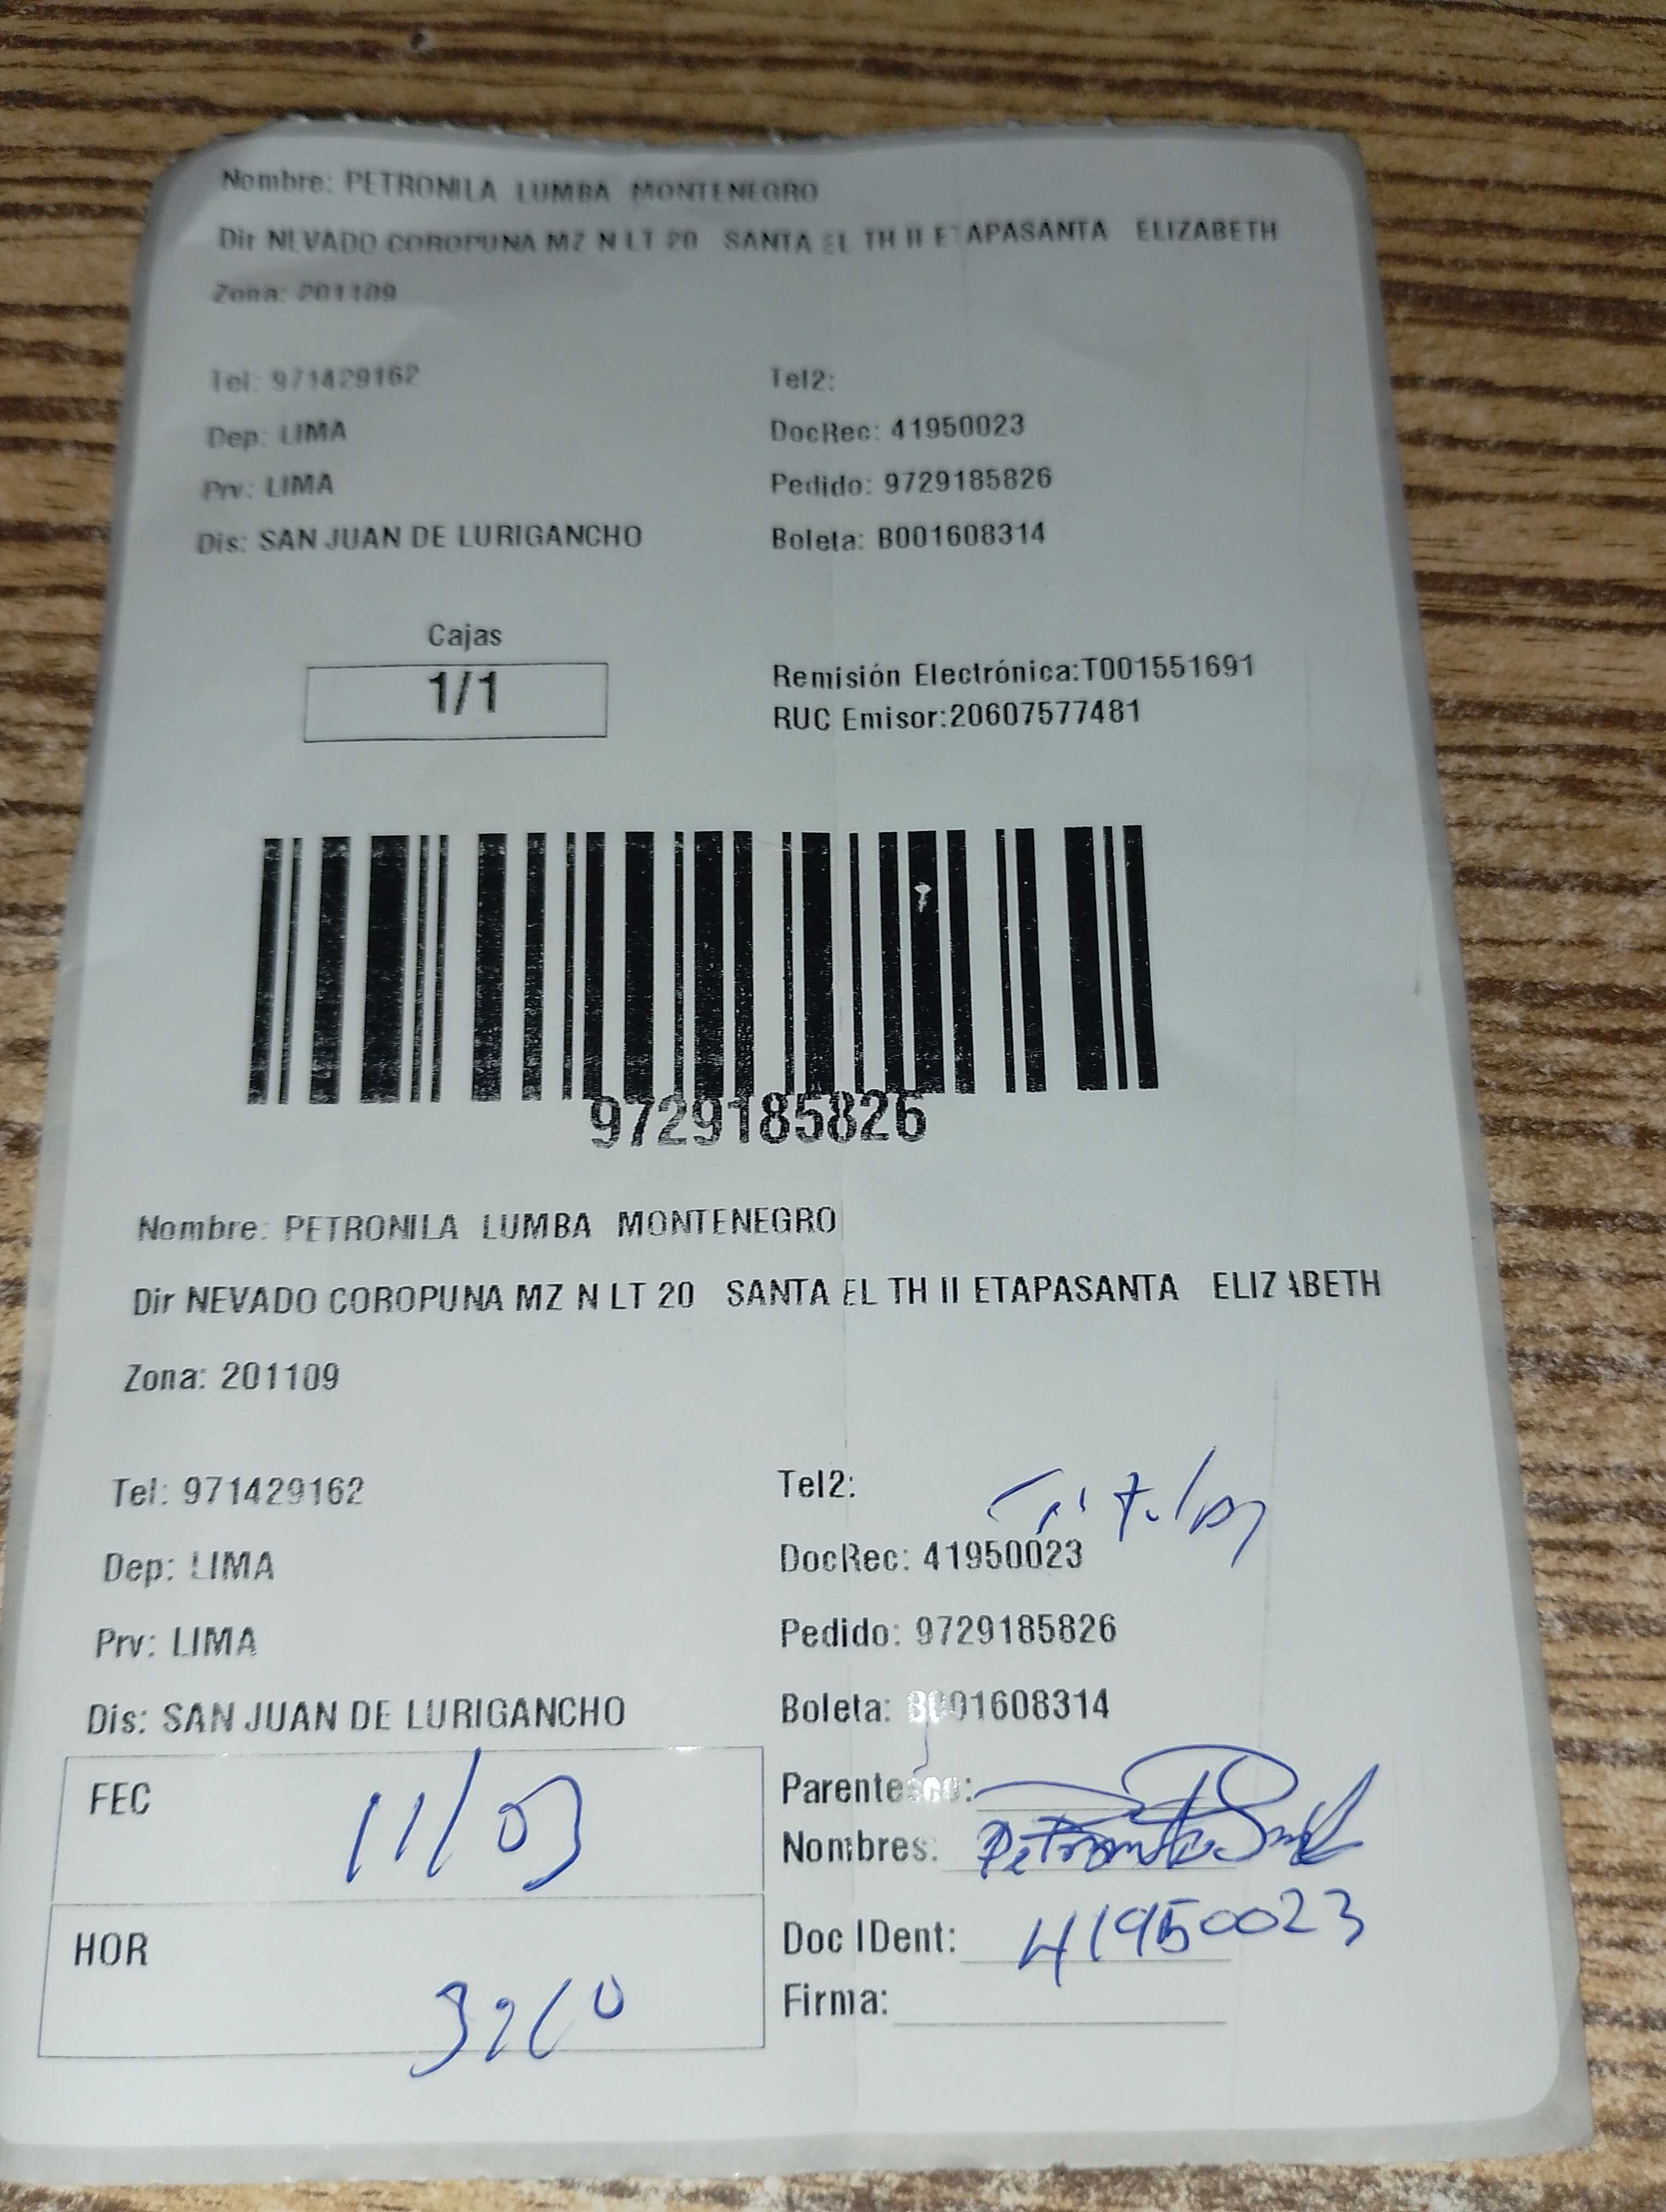 Nombre: PETRONILA LUMBA MONTENEGRO
Dir NEVADO COROPUNA MZ N LT 20 SANTA EL TH II ETAPASANTA ELIZABETH
Zona: 201109
Tel: 971429162 Tel2:
Dep: LIMA DocRec: 41950023
Prv: LIMA Pedido: 9729185826
Dis: SAN JUAN DE LURIGANCHO Boleta: B001608314
Cajas
1/1
Remisión Electrónica:T001551691
RUC Emisor:20607577481
9729185826
Nombre: PETRONILA LUMBA MONTENEGRO
Dir NEVADO COROPUNA MZ N LT 20 SANTA EL TH II ETAPASANTA ELIZABETH
Zona: 201109
Tel: 971429162 Tel2:
Dep: LIMA DocRec: 41950023
Prv: LIMA Pedido: 9729185826
Dis: SAN JUAN DE LURIGANCHO Boleta: B001608314
FEC 11/03
Parentesco:
Nombres:
HOR
Doc IDent: 41950023
Firma: